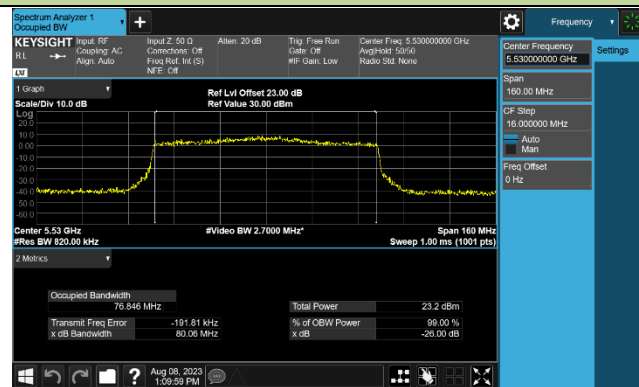 Spectrum Analyzer 1
Occupied BW
Frequency
KEYSIGHT
Input: RF
Coupling: AC
Align: Auto
Input Z: 50 Ω
Corrections: Off
Freq Ref: Int (S)
NFE: Off
Atten: 20 dB
Trig: Free Run
Gate: Off
#IF Gain: Low
Center Freq: 5.530000000 GHz
Avg|Hold: 50/50
Radio Std: None
RL
LXI
Center Frequency
5.530000000 GHz
Settings
Span
160.00 MHz
CF Step
16.000000 MHz
Auto
Man
Freq Offset
0 Hz
1 Graph
Scale/Div 10.0 dB
Ref Lvl Offset 23.00 dB
Ref Value 30.00 dBm
Log
20.0
10.0
0.00
-10.0
-20.0
-30.0
-40.0
-50.0
-60.0
Center 5.53 GHz
#Res BW 820.00 kHz
#Video BW 2.7000 MHz*
Span 160 MHz
Sweep 1.00 ms (1001 pts)
2 Metrics
Occupied Bandwidth
76.846 MHz
Total Power 23.2 dBm
Transmit Freq Error -191.81 kHz
% of OBW Power 99.00 %
x dB Bandwidth 80.06 MHz
x dB -26.00 dB
Aug 08, 2023
1:09:59 PM